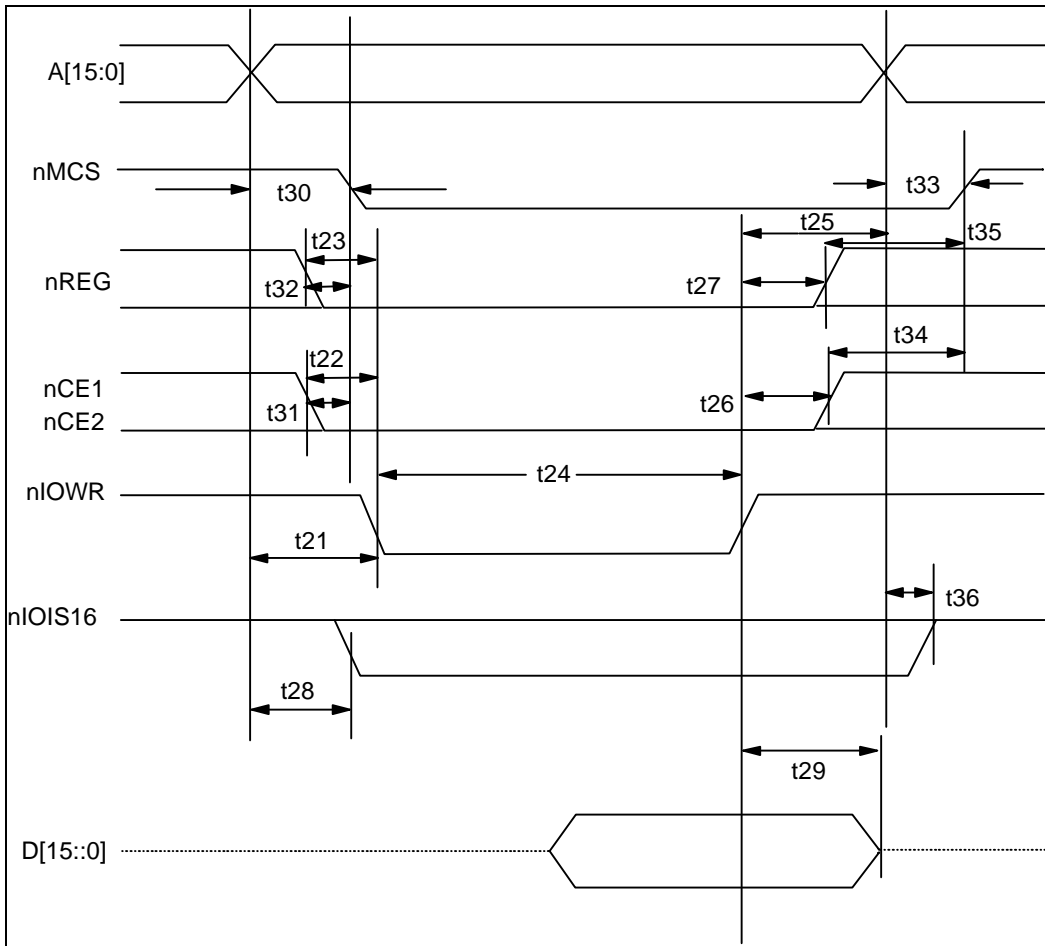 A[15:0]
nMCS
t30
t33
t25
t23
t35
nREG
t32
t27
t34
t22
nCE1
t31
t26
nCE2
t24
nIOWR
t21
t36
nIOIS16
t28
t29
D[15::0]